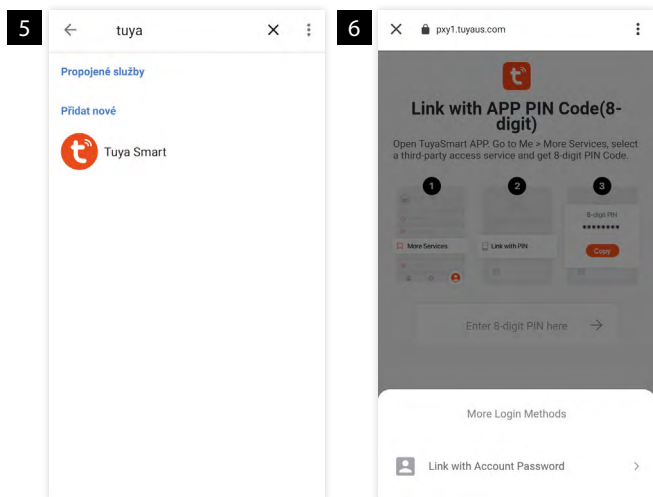 5
tuya
Propojené služby
Přidat nové
Tuya Smart
6
pxy1.tuyaus.com
Link with APP PIN Code(8-
digit)
Open TuyaSmart APP. Go to Me > More Services, select
a third-party access service and get 8-digit PIN Code.
1
2
3
More Services
Link with PIN
8-digit PIN
********
Copy
Enter 8-digit PIN here
More Login Methods
Link with Account Password